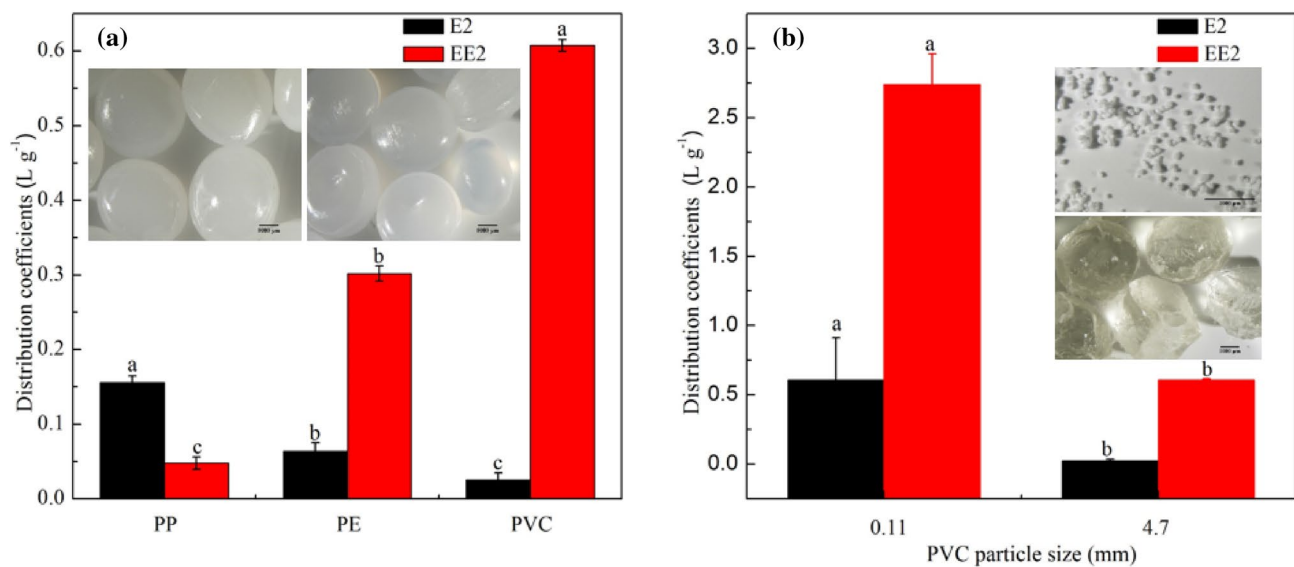 (a)
E2
EE2
Distribution coefficients (L g⁻¹)
0.6
0.5
0.4
0.3
0.2
0.1
0.0
a
c
b
b
c
a
PP
PE
PVC
(b)
E2
EE2
Distribution coefficients (L g⁻¹)
3.0
2.5
2.0
1.5
1.0
0.5
0.0
a
a
b
b
0.11
4.7
PVC particle size (mm)